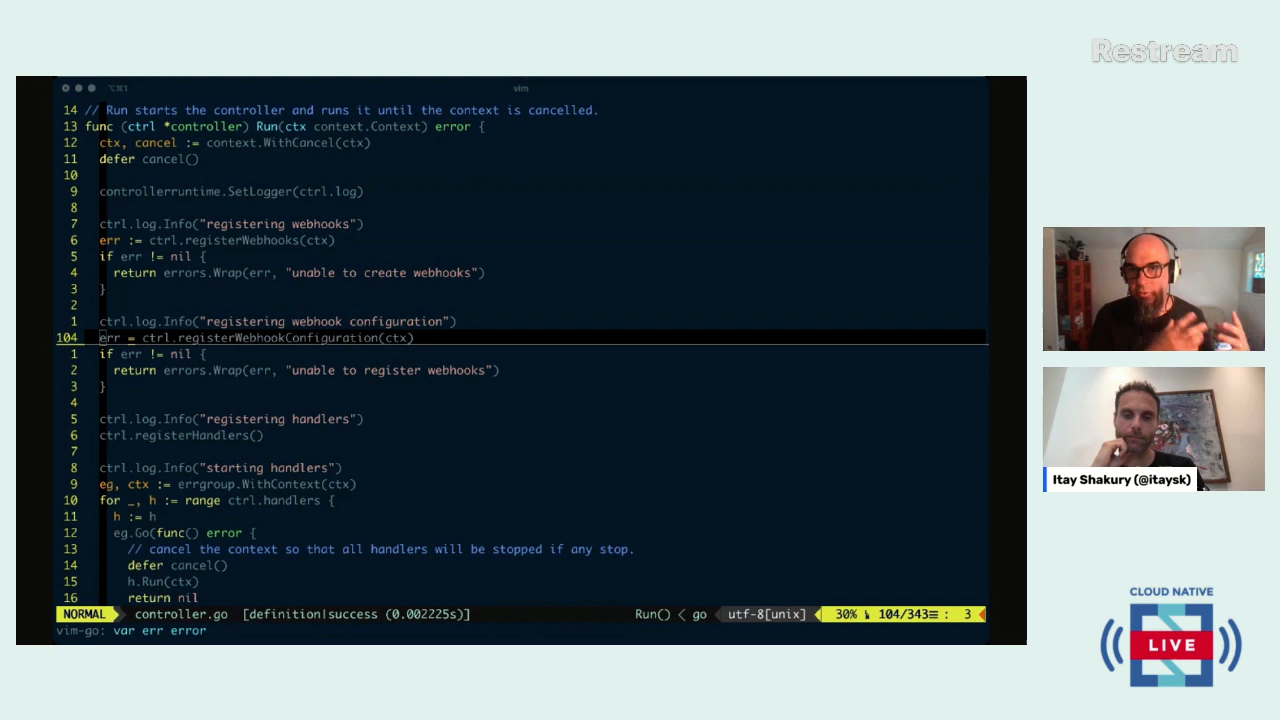 Restream
⌥⌘1
vim
14 // Run starts the controller and runs it until the context is cancelled.
13 func (ctrl *controller) Run(ctx context.Context) error {
12 ctx, cancel := context.WithCancel(ctx)
11 defer cancel()
10
9 controllerruntime.SetLogger(ctrl.log)
8
7 ctrl.log.Info("registering webhooks")
6 err := ctrl.registerWebhooks(ctx)
5 if err != nil {
4 return errors.Wrap(err, "unable to create webhooks")
3 }
2
1 ctrl.log.Info("registering webhook configuration")
104 err = ctrl.registerWebhookConfiguration(ctx)
1 if err != nil {
2 return errors.Wrap(err, "unable to register webhooks")
3 }
4
5 ctrl.log.Info("registering handlers")
6 ctrl.registerHandlers()
7
8 ctrl.log.Info("starting handlers")
9 eg, ctx := errgroup.WithContext(ctx)
10 for _, h := range ctrl.handlers {
11 h := h
12 eg.Go(func() error {
13 // cancel the context so that all handlers will be stopped if any stop.
14 defer cancel()
15 h.Run(ctx)
16 return nil
NORMAL controller.go [definition|success (0.002225s)] Run() < go utf-8[unix] 30% 104/343≡ : 3
vim-go: var err error
Itay Shakury (@itaysk)
CLOUD NATIVE
LIVE